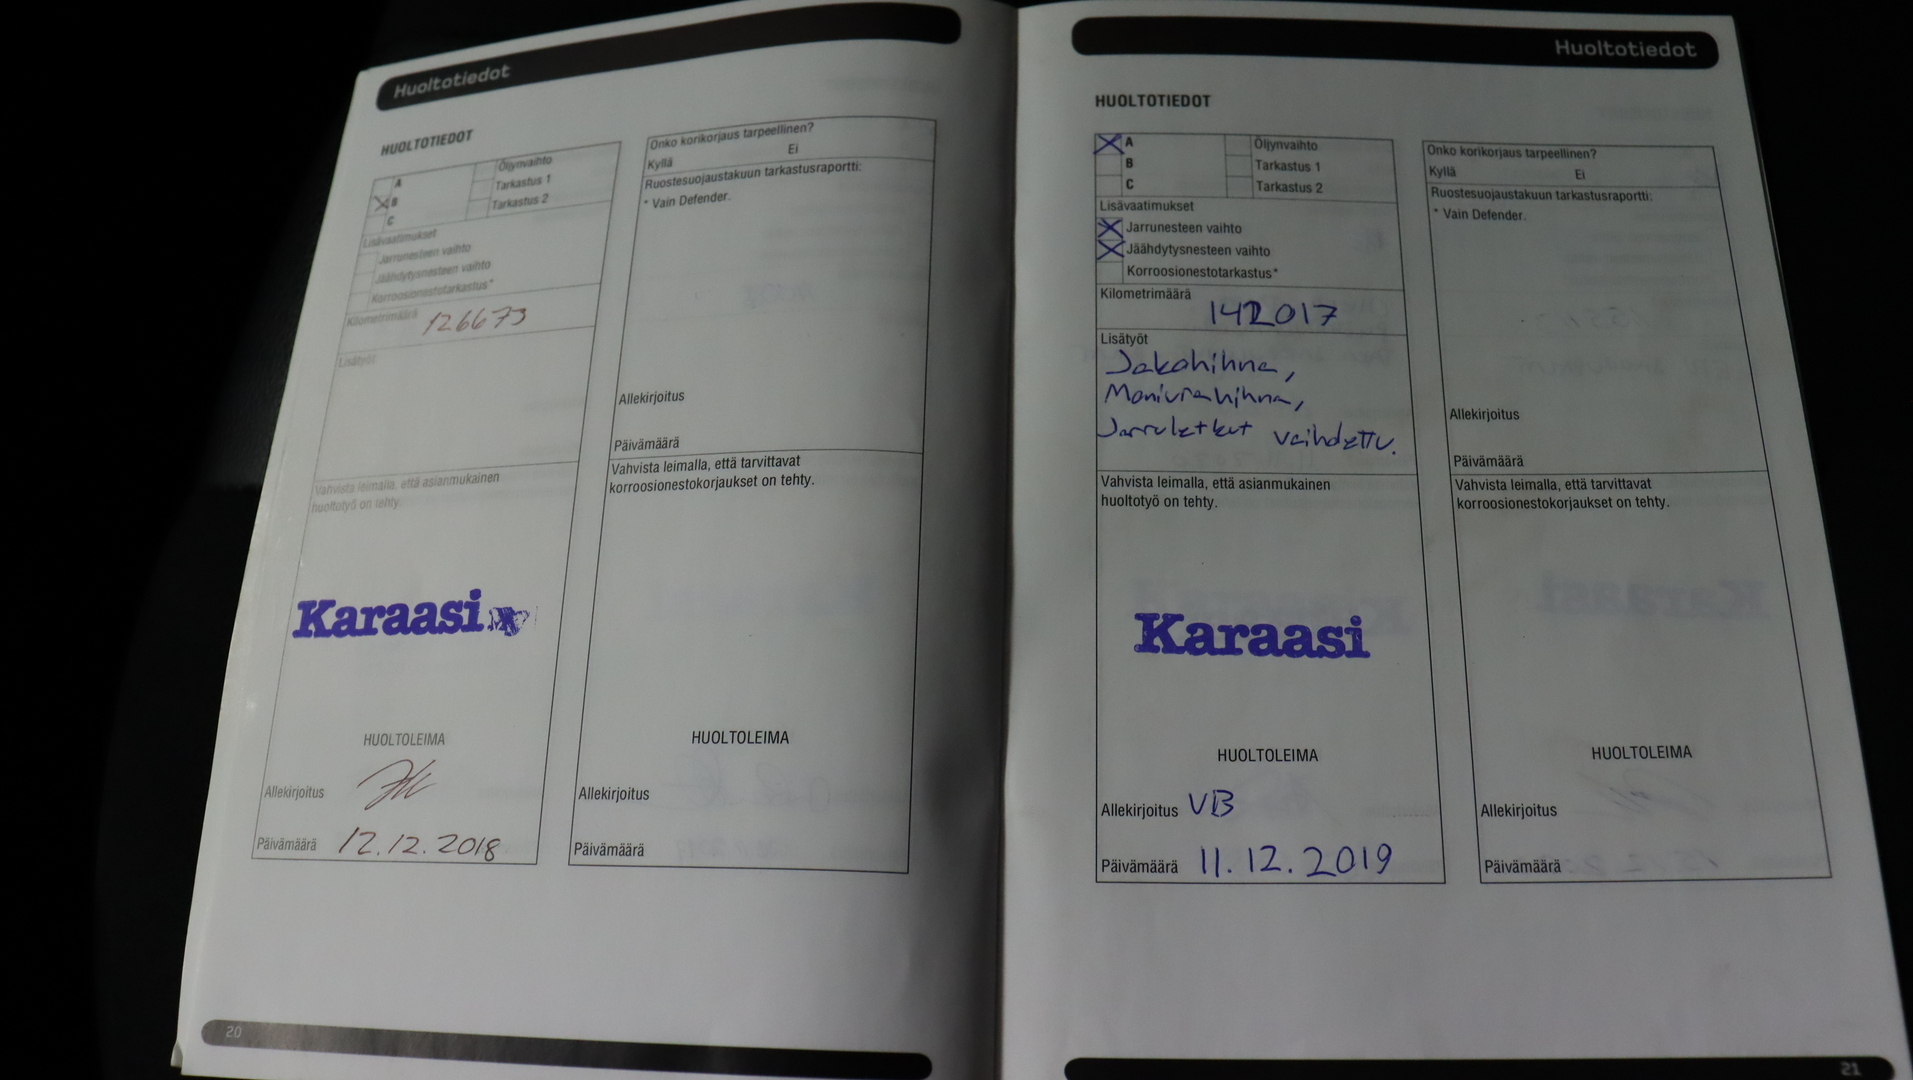 Huoltotiedot
HUOLTOTIEDOT
A
B
C
Öljynvaihto
Tarkastus 1
Tarkastus 2
Lisävaatimukset
Jarrunesteen vaihto
Jäähdytysnesteen vaihto
Korroosionestotarkastus*
Kilometrimäärä 126673
Lisätyöt
Vahvista leimalla, että asianmukainen
huoltotyö on tehty.
Karaasi
HUOLTOLEIMA
Allekirjoitus
Päivämäärä 12.12.2018
Onko korikorjaus tarpeellinen?
Kyllä Ei
Ruostesuojaustakuun tarkastusraportti:
* Vain Defender.
Allekirjoitus
Päivämäärä
Vahvista leimalla, että tarvittavat
korroosionestokorjaukset on tehty.
HUOLTOLEIMA
Allekirjoitus
Päivämäärä
20
Huoltotiedot
HUOLTOTIEDOT
A
B
C
Öljynvaihto
Tarkastus 1
Tarkastus 2
Lisävaatimukset
Jarrunesteen vaihto
Jäähdytysnesteen vaihto
Korroosionestotarkastus*
Kilometrimäärä
142017
Lisätyöt
Jakohihna,
Moniurahihna,
Jarruletkut vaihdettu.
Vahvista leimalla, että asianmukainen
huoltotyö on tehty.
Karaasi
HUOLTOLEIMA
Allekirjoitus VB
Päivämäärä 11.12.2019
Onko korikorjaus tarpeellinen?
Kyllä Ei
Ruostesuojaustakuun tarkastusraportti:
* Vain Defender.
Allekirjoitus
Päivämäärä
Vahvista leimalla, että tarvittavat
korroosionestokorjaukset on tehty.
HUOLTOLEIMA
Allekirjoitus
Päivämäärä
21